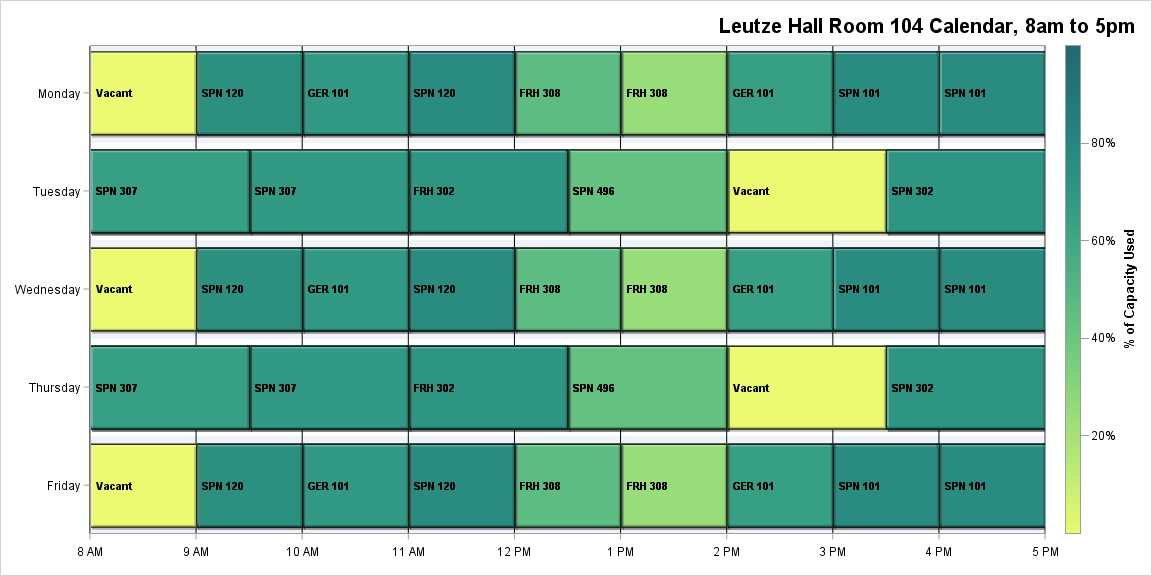 Leutze Hall Room 104 Calendar, 8am to 5pm
Monday Vacant SPN 120 GER 101 SPN 120 FRH 308 FRH 308 GER 101 SPN 101 SPN 101
Tuesday SPN 307 SPN 307 FRH 302 SPN 496 Vacant SPN 302
Wednesday Vacant SPN 120 GER 101 SPN 120 FRH 308 FRH 308 GER 101 SPN 101 SPN 101
Thursday SPN 307 SPN 307 FRH 302 SPN 496 Vacant SPN 302
Friday Vacant SPN 120 GER 101 SPN 120 FRH 308 FRH 308 GER 101 SPN 101 SPN 101
8 AM 9 AM 10 AM 11 AM 12 PM 1 PM 2 PM 3 PM 4 PM 5 PM
80%
60%
40%
20%
% of Capacity Used